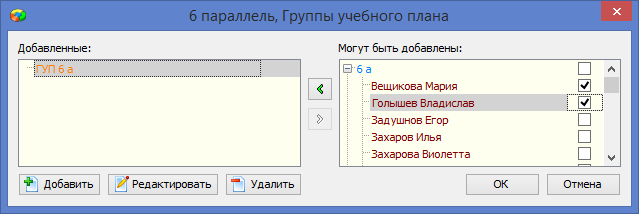 6 параллель, Группы учебного плана
Добавленные:
ГУП 6 а
Могут быть добавлены:
6 а
Вещикова Мария
Голышев Владислав
Задушнов Егор
Захаров Илья
Захарова Виолетта
Добавить
Редактировать
Удалить
ОК
Отмена